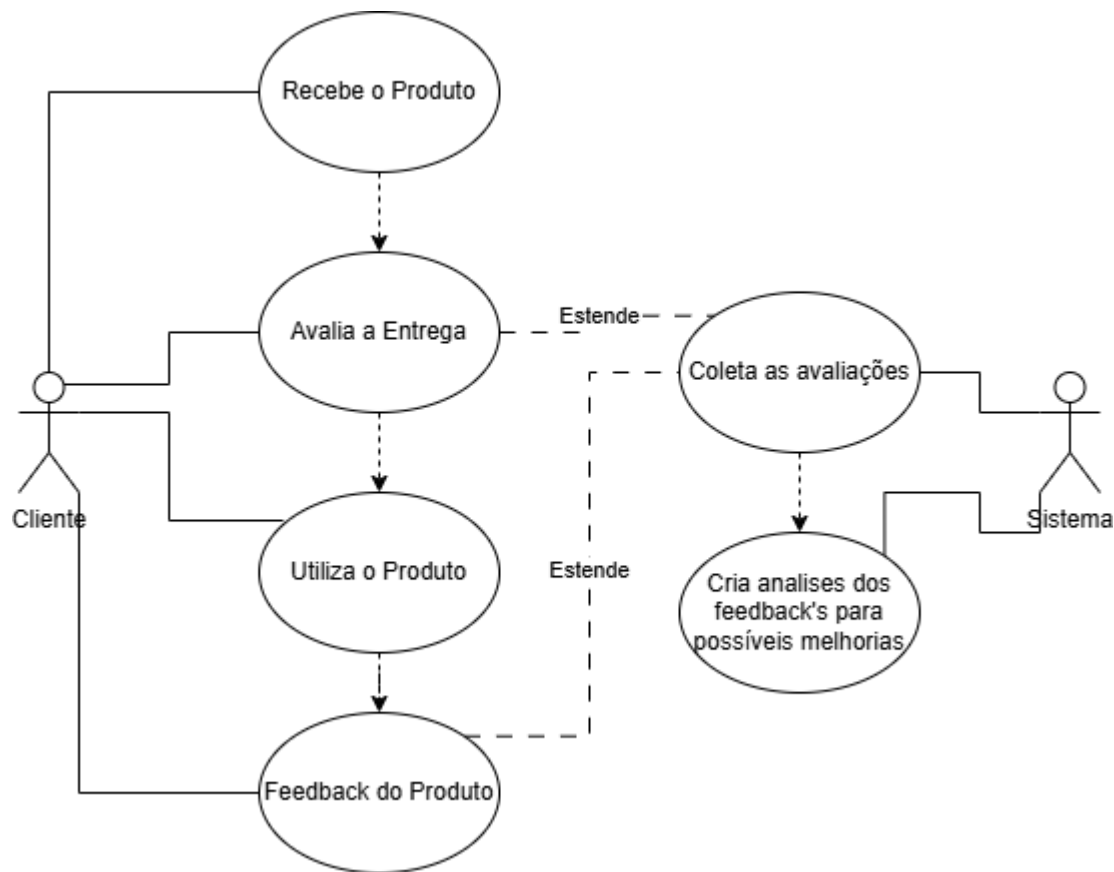 Recebe o Produto
Avalia a Entrega
Estende
Coleta as avaliações
Cliente
Sistema
Utiliza o Produto
Estende
Cria analises dos
feedback's para
possíveis melhorias
Feedback do Produto